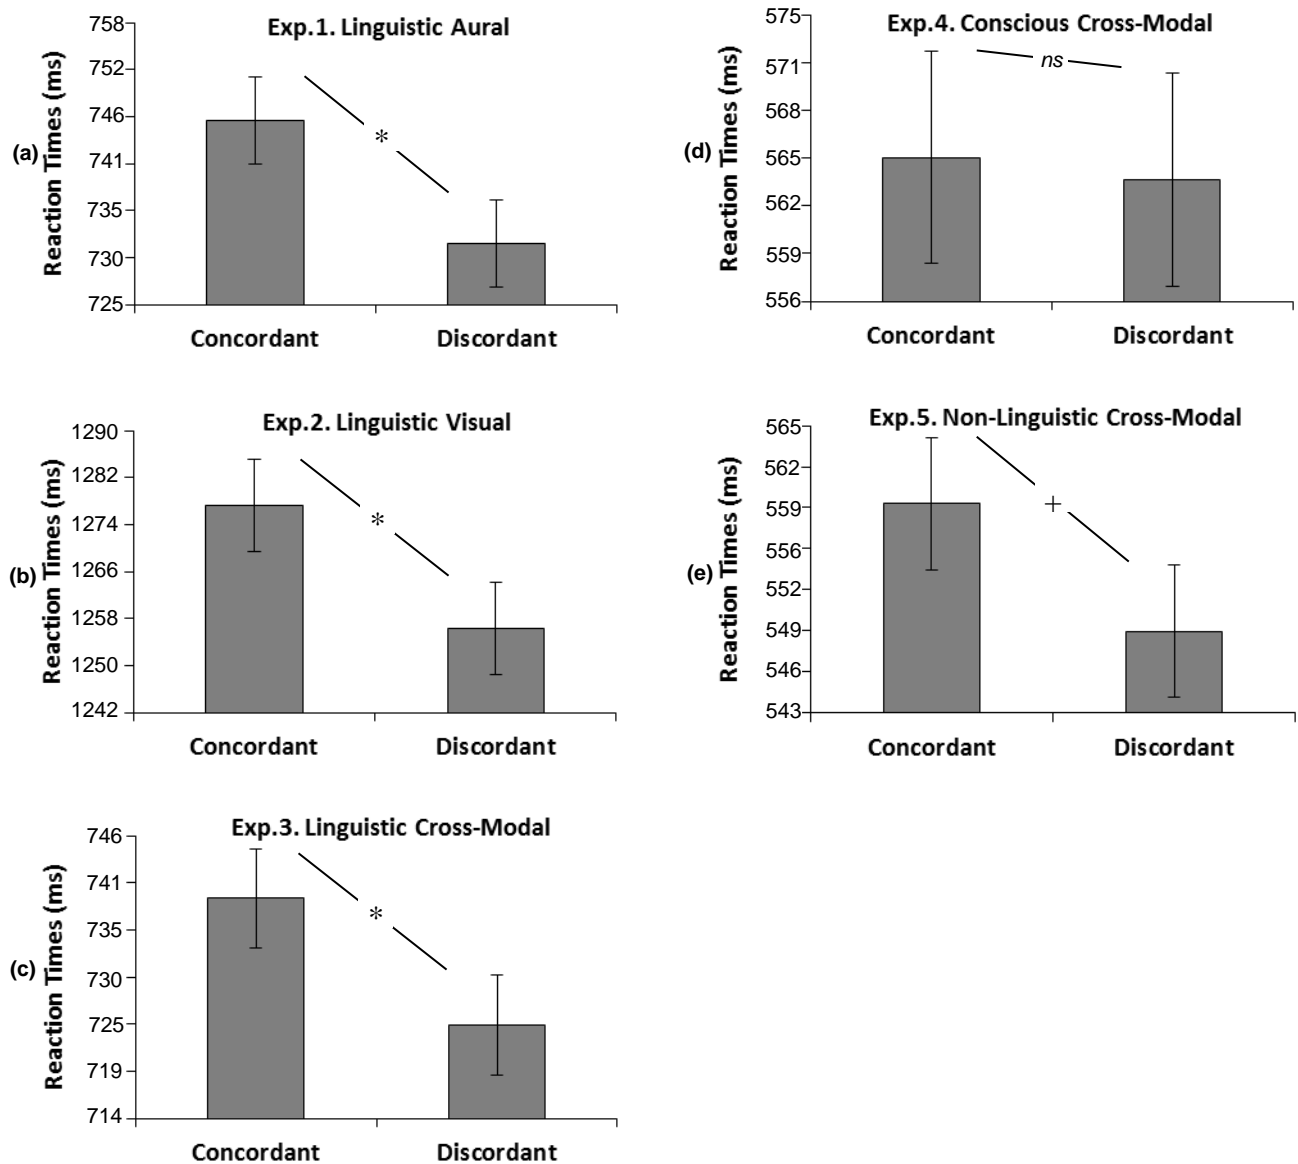 Exp.1. Linguistic Aural
(a)
Reaction Times (ms)
758
752
746
741
735
730
725
*
Concordant Discordant
Exp.2. Linguistic Visual
(b)
Reaction Times (ms)
1290
1282
1274
1266
1258
1250
1242
*
Concordant Discordant
Exp.3. Linguistic Cross-Modal
(c)
Reaction Times (ms)
746
741
735
730
725
719
714
*
Concordant Discordant
Exp.4. Conscious Cross-Modal
(d)
Reaction Times (ms)
575
571
568
565
562
559
556
ns
Concordant Discordant
Exp.5. Non-Linguistic Cross-Modal
(e)
Reaction Times (ms)
565
562
559
556
552
549
546
543
+
Concordant Discordant